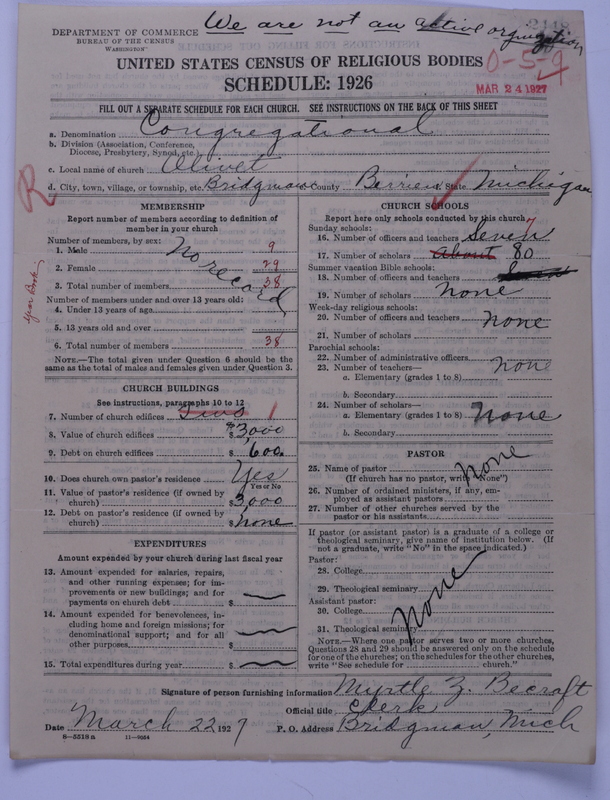 We are not an active organization
DEPARTMENT OF COMMERCE
BUREAU OF THE CENSUS
WASHINGTON
UNITED STATES CENSUS OF RELIGIOUS BODIES
0-5-9
SCHEDULE: 1926
MAR 24 1927
FILL OUT A SEPARATE SCHEDULE FOR EACH CHURCH. SEE INSTRUCTIONS ON THE BACK OF THIS SHEET
a. Denomination Congregational
b. Division (Association, Conference, Diocese, Presbytery, Synod, etc.)
c. Local name of church Olivet
d. City, town, village, or township, etc. Bridgman County Berrien State Michigan
R
MEMBERSHIP
Report number of members according to definition of member in your church
Number of members, by sex:
1. Male 9
2. Female 29
3. Total number of members 38
No record
Year Book
Number of members under and over 13 years old:
4. Under 13 years of age
5. 13 years old and over
6. Total number of members 38
NOTE.—The total given under Question 6 should be the same as the total of males and females given under Question 3.
CHURCH BUILDINGS
See instructions, paragraphs 10 to 12
7. Number of church edifices Two 1
8. Value of church edifices $3,000
9. Debt on church edifices $600
10. Does church own pastor's residence Yes
Yes or No
11. Value of pastor's residence (if owned by church) $3,000
12. Debt on pastor's residence (if owned by church) $none
EXPENDITURES
Amount expended by your church during last fiscal year
13. Amount expended for salaries, repairs, and other running expenses; for improvements or new buildings; and for payments on church debt $
14. Amount expended for benevolences, including home and foreign missions; for denominational support; and for all other purposes $
15. Total expenditures during year $
CHURCH SCHOOLS
Report here only schools conducted by this church
Sunday schools:
16. Number of officers and teachers Seven 7
17. Number of scholars About 80
Summer vacation Bible schools:
18. Number of officers and teachers
19. Number of scholars none
Week-day religious schools:
20. Number of officers and teachers none
21. Number of scholars
Parochial schools:
22. Number of administrative officers
23. Number of teachers— none
a. Elementary (grades 1 to 8)
b. Secondary
24. Number of scholars—
a. Elementary (grades 1 to 8) None
b. Secondary
PASTOR
25. Name of pastor none
(If church has no pastor, write "None")
26. Number of ordained ministers, if any, employed as assistant pastors
27. Number of other churches served by the pastor or his assistants
If pastor (or assistant pastor) is a graduate of a college or theological seminary, give name of institution below. (If not a graduate, write "No" in the space indicated.)
Pastor:
28. College
29. Theological seminary
Assistant pastor:
30. College
31. Theological seminary
none
NOTE.—Where one pastor serves two or more churches, Questions 28 and 29 should be answered only on the schedule for one of the churches; on the schedules for the other churches, write "See schedule for church."
Signature of person furnishing information Myrtle Z. Becroft
Official title Clerk
Date March 22 1927 P. O. Address Bridgman, Mich
8—5518a 11—9054